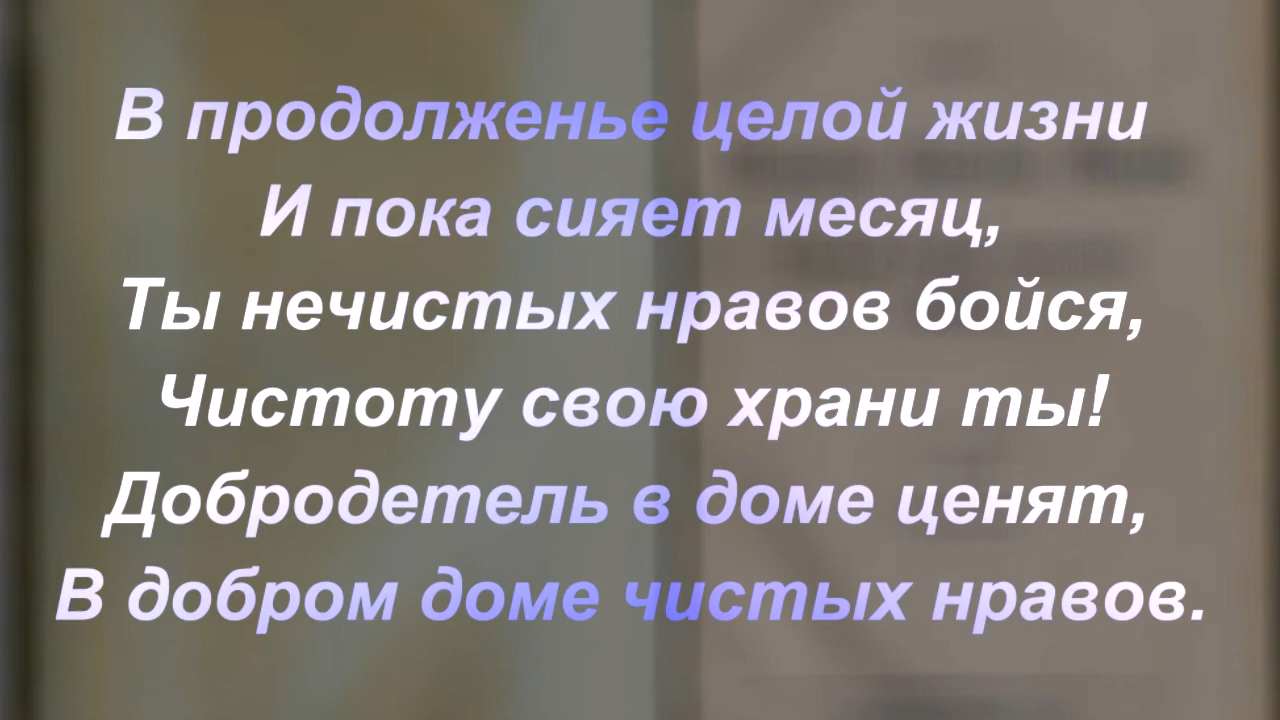 В продолженье целой жизни
И пока сияет месяц,
Ты нечистых нравов бойся,
Чистоту свою храни ты!
Добродетель в доме ценят,
В добром доме чистых нравов.